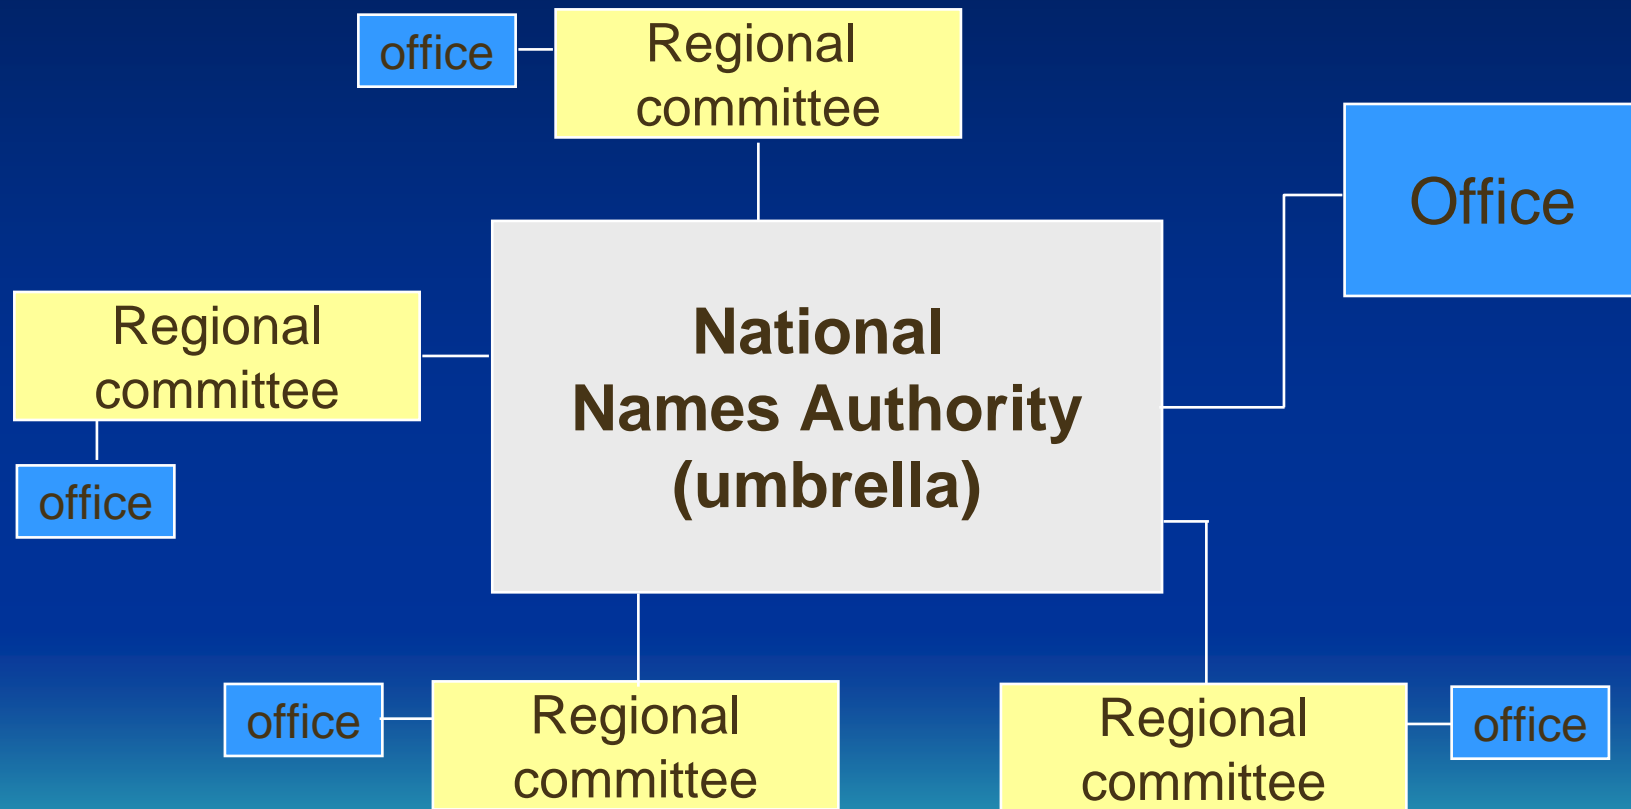 office
Regional
committee
Office
Regional
committee
National
Names Authority
(umbrella)
office
office
Regional
committee
Regional
committee
office